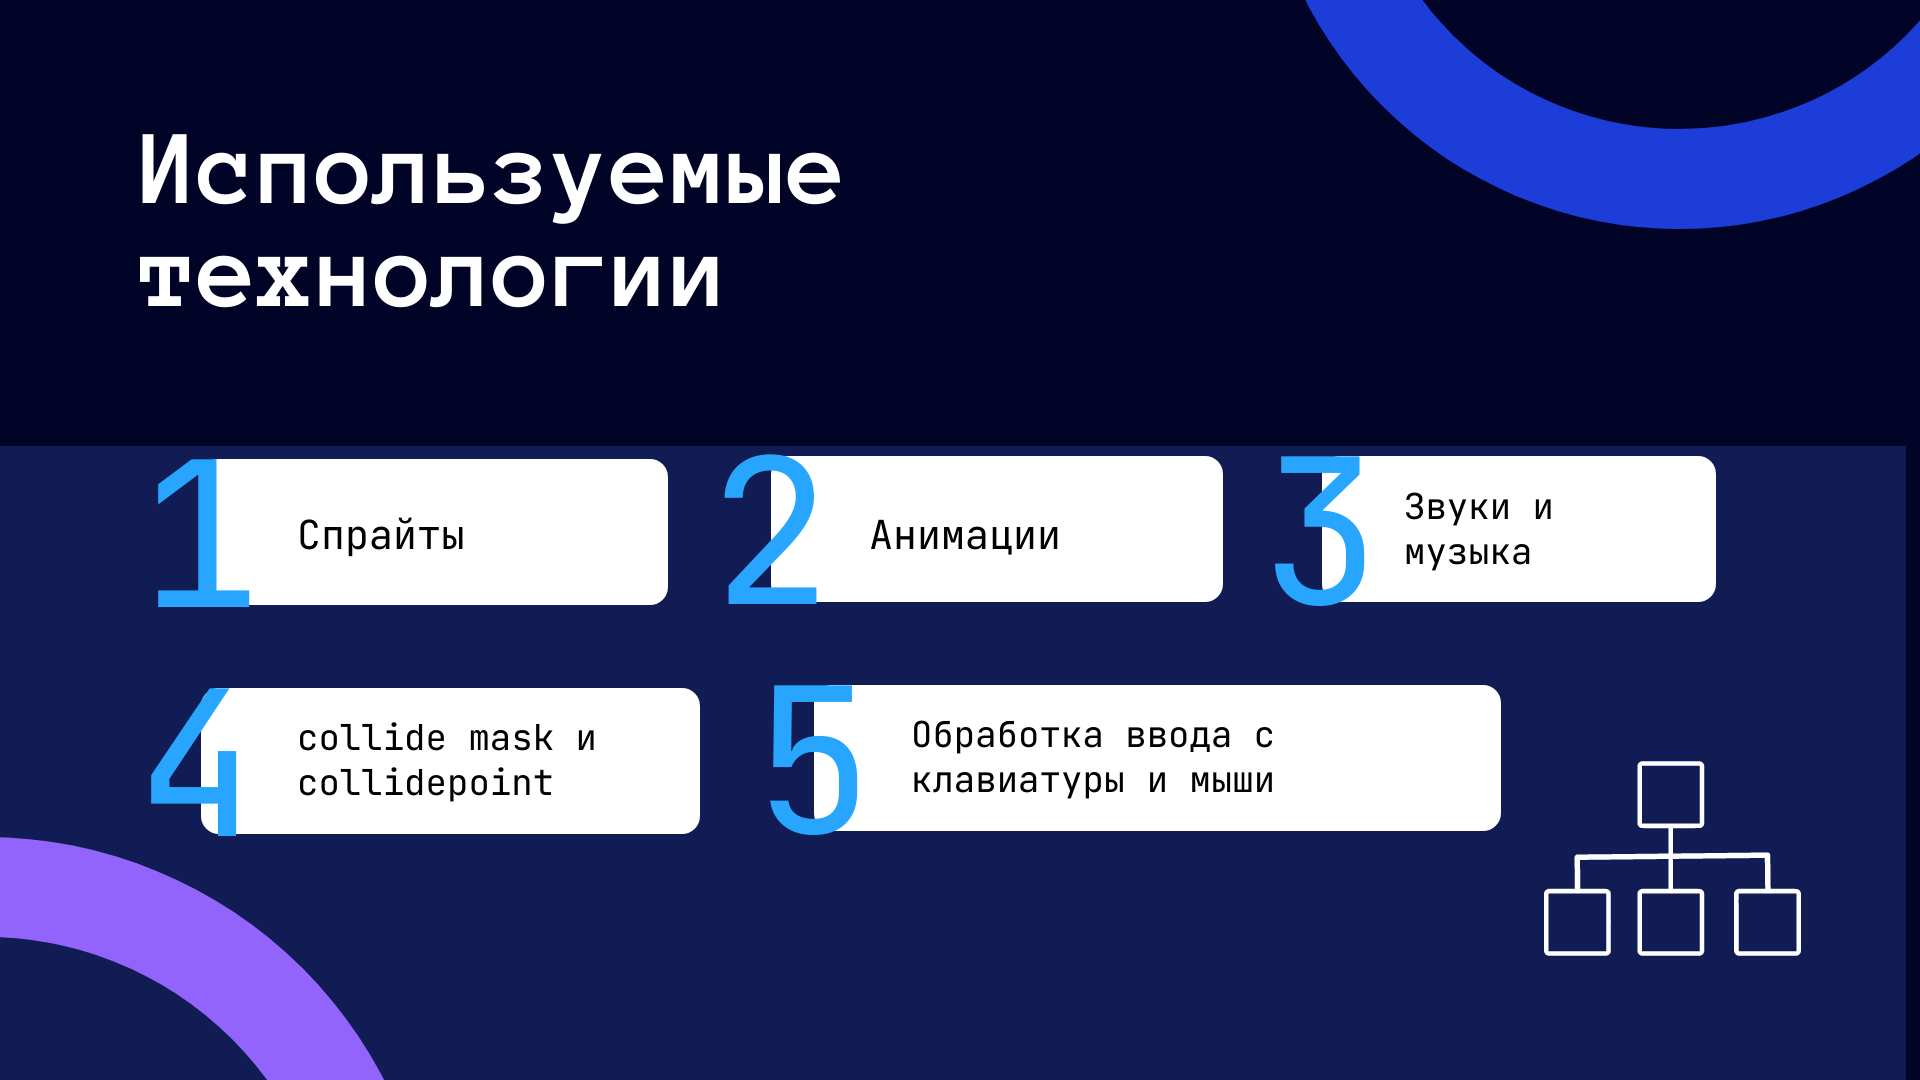 Используемые
технологии
1
Спрайты
2
Анимации
3
Звуки и
музыка
4
collide mask и
collidepoint
5
Обработка ввода с
клавиатуры и мыши